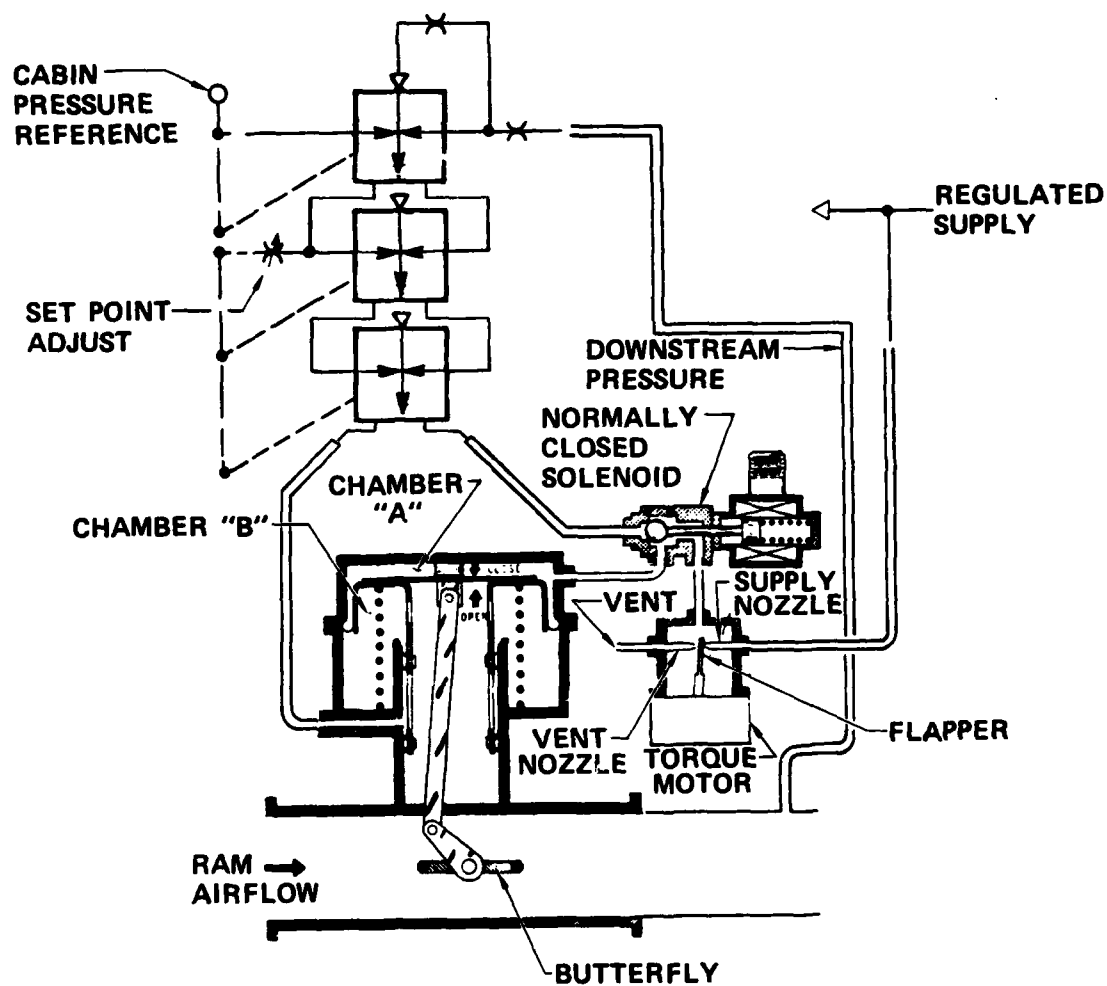 CABIN
PRESSURE
REFERENCE
REGULATED
SUPPLY
SET POINT
ADJUST
DOWNSTREAM
PRESSURE
NORMALLY
CLOSED
SOLENOID
CHAMBER
"A"
CHAMBER "B"
OPEN
VENT
SUPPLY
NOZZLE
VENT
NOZZLE
TORQUE
MOTOR
FLAPPER
RAM
AIRFLOW
BUTTERFLY